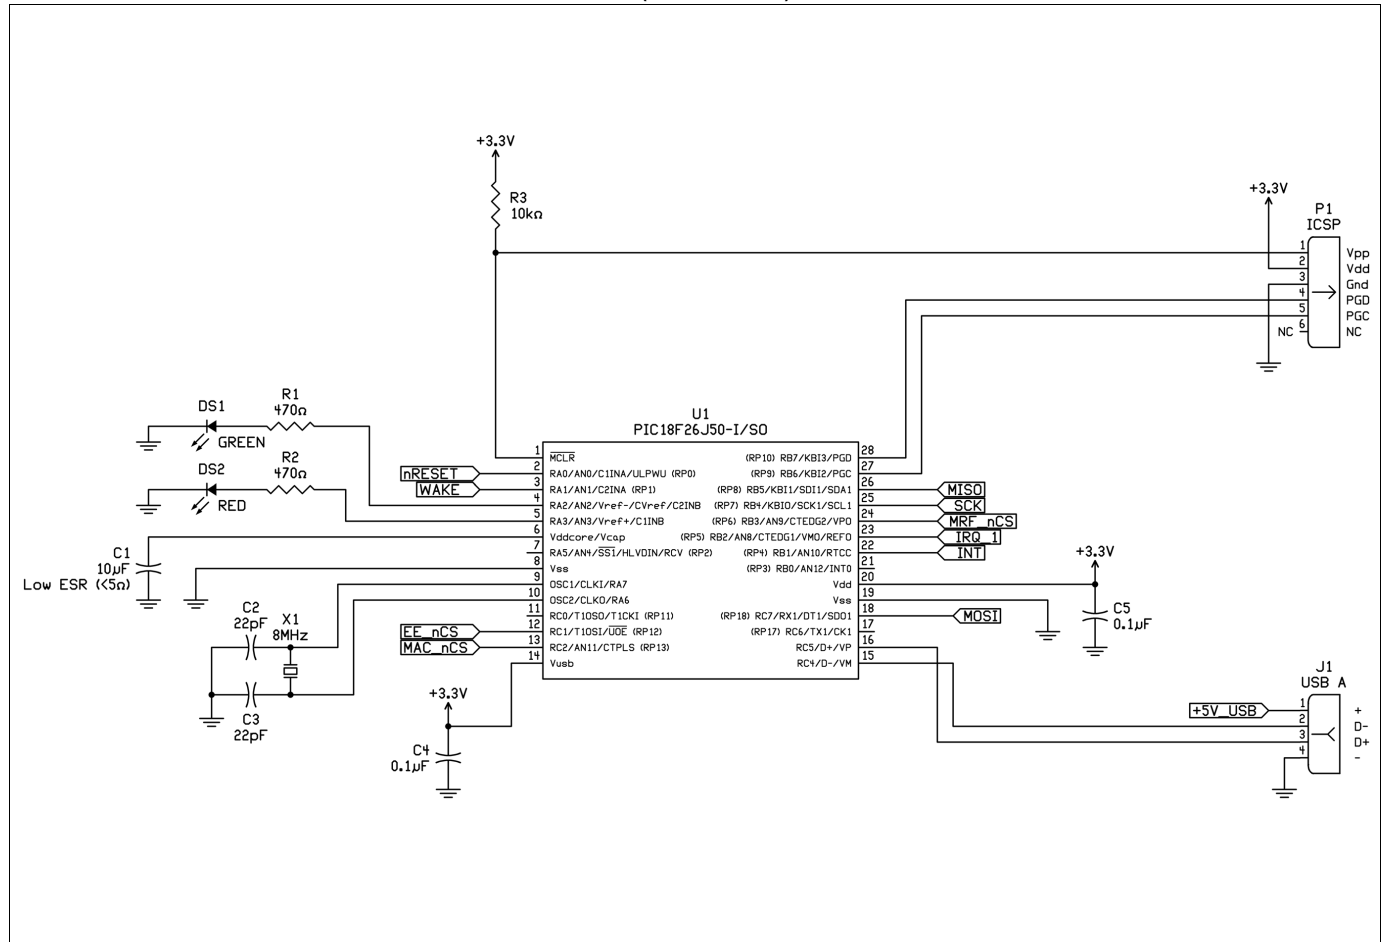 +3.3V
R3
10kΩ
+3.3V
P1
ICSP
1 Vpp
2 Vdd
3 Gnd
4 PGD
5 PGC
NC 6 NC
R1
470Ω
DS1
GREEN
R2
470Ω
DS2
RED
C1
10µF
Low ESR (<5Ω)
C2
22pF
X1
8MHz
C3
22pF
U1
PIC18F26J50-I/SO
1 MCLR
nRESET 2 RA0/AN0/C1INA/ULPWU (RP0)
WAKE 3 RA1/AN1/C2INA (RP1)
4 RA2/AN2/Vref-/CVref/C2INB
5 RA3/AN3/Vref+/C1INB
6 Vddcore/Vcap
7 RA5/AN4/SS1/HLVDIN/RCV (RP2)
8 Vss
9 OSC1/CLKI/RA7
10 OSC2/CLKO/RA6
11 RC0/T1OSO/T1CKI (RP11)
EE_nCS 12 RC1/T1OSI/UOE (RP12)
MAC_nCS 13 RC2/AN11/CTPLS (RP13)
14 Vusb
(RP10) RB7/KBI3/PGD 28
(RP9) RB6/KBI2/PGC 27
(RP8) RB5/KBI1/SDI1/SDA1 26 MISO
(RP7) RB4/KBI0/SCK1/SCL1 25 SCK
(RP6) RB3/AN9/CTEDG2/VPO 24 MRF_nCS
(RP5) RB2/AN8/CTEDG1/VMO/REFO 23 IRQ_1
(RP4) RB1/AN10/RTCC 22 INT
(RP3) RB0/AN12/INT0 21
Vdd 20
Vss 19
(RP18) RC7/RX1/DT1/SDO1 18 MOSI
(RP17) RC6/TX1/CK1 17
RC5/D+/VP 16
RC4/D-/VM 15
+3.3V
C5
0.1µF
+3.3V
C4
0.1µF
J1
USB A
+5V_USB 1 +
2 D-
3 D+
4 -